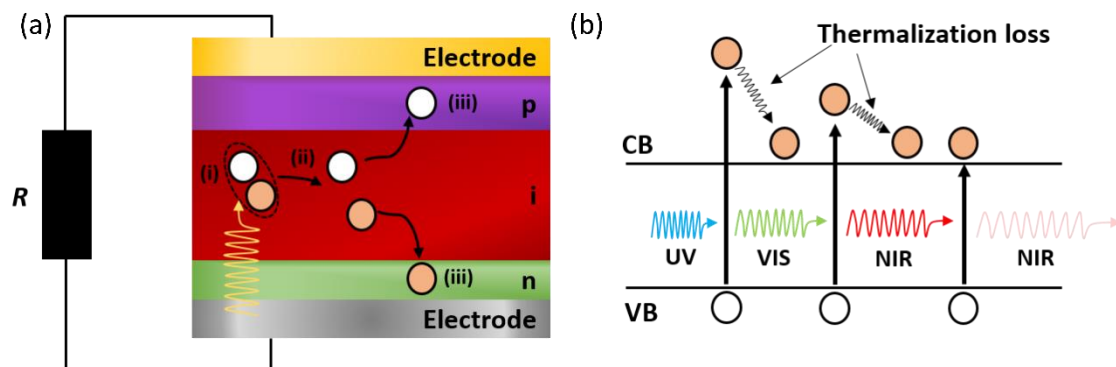 (a)
Electrode
p
(iii)
(i)
(ii)
i
R
(iii)
n
Electrode
(b)
Thermalization loss
CB
UV
VIS
NIR
NIR
VB